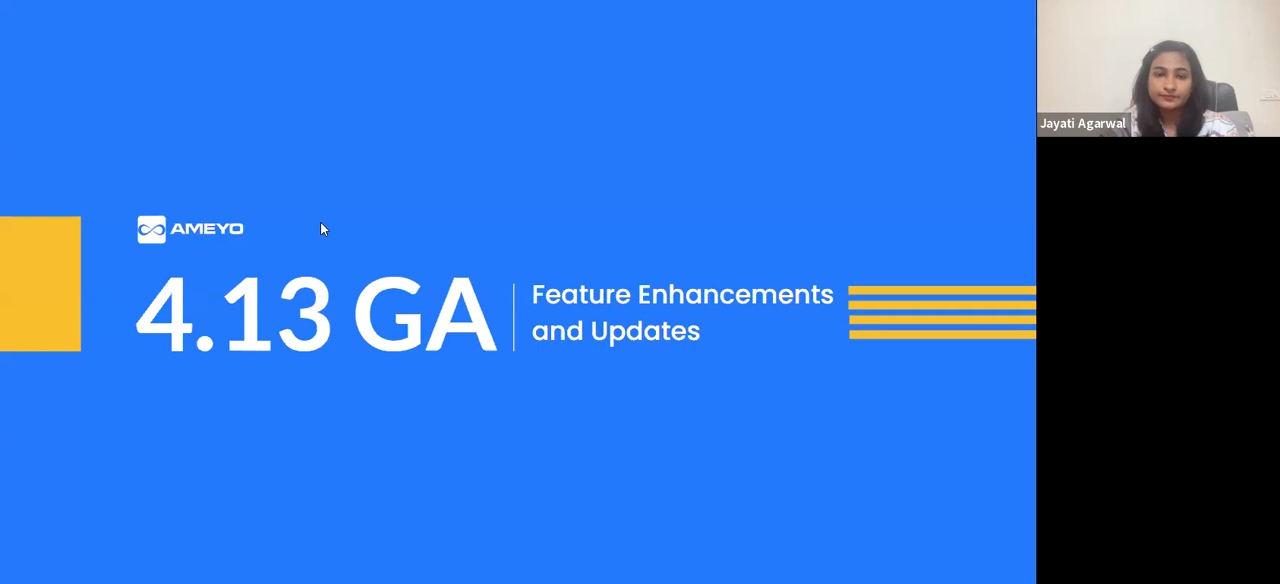 AMEYO
4.13 GA
Feature Enhancements
and Updates
Jayati Agarwal